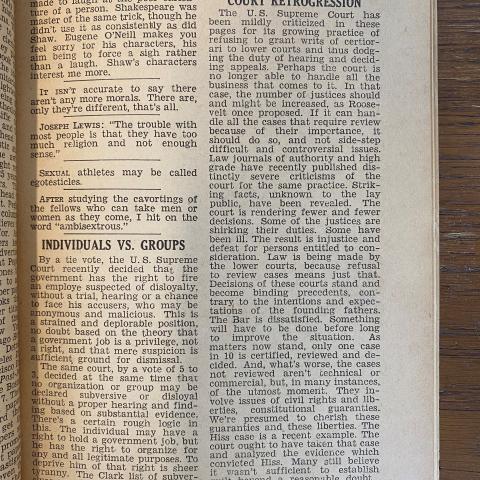 made to laugh at
ture of a person. Shakespeare was
master of the same trick, though he
didn't use it as consistently as did
Shaw. Eugene O'Neill makes you
feel sorry for his characters, his
aim being to force a sigh rather
than a laugh. Shaw's characters
interest me more.
It isn't accurate to say there
aren't any more morals. There are,
only they're different, that's all.
Joseph Lewis: "The trouble with
most people is that they have too
much religion and not enough
sense."
Sexual athletes may be called
egotesticles.
After studying the cavortings of
the fellows who can take men or
women as they come, I hit on the
word "ambisextrous."
INDIVIDUALS VS. GROUPS
By a tie vote, the U.S. Supreme
Court recently decided that the
government has the right to fire
an employe suspected of disloyalty,
without a trial, hearing or a chance
to face his accusers, who may be
anonymous and malicious. This is
a strained and deplorable position,
no doubt based on the theory that
a government job is a privilege, not
a right, and that mere suspicion is
sufficient ground for dismissal.
The same court, by a vote of 5 to
3, decided at the same time that
no organization or group may be
declared subversive or disloyal
without a proper hearing and find-
ing based on substantial evidence.
There's a certain rough logic in
this. The individual may have a
right to hold a government job, but
he has the right to organize for
any and all legitimate purposes. To
deprive him of that right is sheer
tyranny. The Clark list of subver-
COURT RETROGRESSION
The U.S. Supreme Court has
been mildly criticized in these
pages for its growing practice of
refusing to grant writs of certior-
ari to lower courts and thus dodg-
ing the duty of hearing and decid-
ing appeals. Perhaps the court is
no longer able to handle all the
business that comes to it. In that
case, the number of justices should
and might be increased, as Roose-
velt once proposed. If it can han-
dle all the cases that require review
because of their importance, it
should do so, and not side-step
difficult and controversial issues.
Law journals of authority and high
grade have recently published dis-
tinctly severe criticisms of the
court for the same practice. Strik-
ing facts, unknown to the lay
public, have been revealed. The
court is rendering fewer and fewer
decisions. Some of the justices are
shirking their duties. Some have
been ill. The result is injustice and
defeat for persons entitled to con-
sideration. Law is being made by
the lower courts, because refusal
to review cases means just that.
Decisions of these courts stand and
become binding precedents, con-
trary to the intentions and expec-
tations of the founding fathers.
The Bar is dissatisfied. Something
will have to be done before long
to improve the situation. As
matters now stand, only one case
in 10 is certified, reviewed and de-
cided. And, what's worse, the cases
not reviewed aren't technical or
commercial, but, in many instances,
of the utmost moment. They in-
volve issues of civil rights and lib-
erties, constitutional guaranties.
We're presumed to cherish these
guaranties and these liberties. The
Hiss case is a recent example. The
court ought to have taken that case
and analyzed the evidence which
convicted Hiss. Many still believe
it wasn't sufficient to establish
guilt beyond a reasonable doubt.